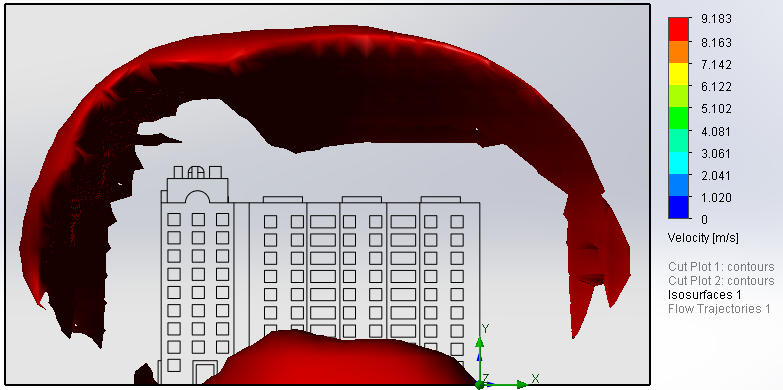 9.183
8.163
7.142
6.122
5.102
4.081
3.061
2.041
1.020
0
Velocity [m/s]
Cut Plot 1: contours
Cut Plot 2: contours
Isosurfaces 1
Flow Trajectories 1
Y
Z
X